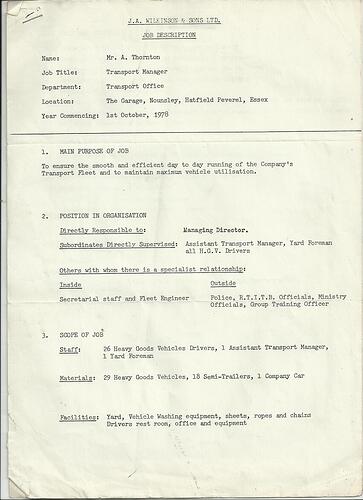 J.A. WILKINSON & SONS LTD.
JOB DESCRIPTION
Name: Mr. A. Thornton
Job Title: Transport Manager
Department: Transport Office
Location: The Garage, Nounsley, Hatfield Peverel, Essex
Year Commencing: 1st October, 1978
1. MAIN PURPOSE OF JOB
To ensure the smooth and efficient day to day running of the Company's
Transport Fleet and to maintain maximum vehicle utilisation.
2. POSITION IN ORGANISATION
Directly Responsible to: Managing Director.
Subordinates Directly Supervised: Assistant Transport Manager, Yard Foreman
all H.G.V. Drivers
Others with whom there is a specialist relationship:
Inside Outside
Secretarial staff and Fleet Engineer Police, R.T.I.T.B. Officials, Ministry
Officials, Group Training Officer
3. SCOPE OF JOB
Staff: 26 Heavy Goods Vehicles Drivers, 1 Assistant Transport Manager,
1 Yard Foreman
Materials: 29 Heavy Goods Vehicles, 18 Semi-Trailers, 1 Company Car
Facilities: Yard, Vehicle Washing equipment, sheets, ropes and chains
Drivers rest room, office and equipment